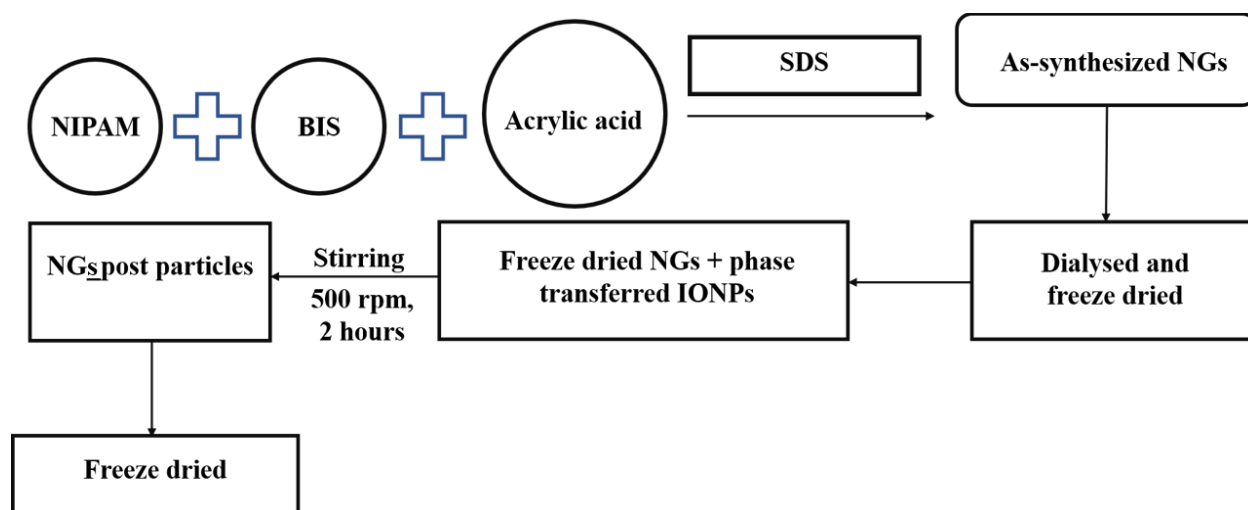 NIPAM
BIS
Acrylic acid
SDS
As-synthesized NGs
NGs post particles
Stirring
500 rpm,
2 hours
Freeze dried NGs + phase
transferred IONPs
Dialysed and
freeze dried
Freeze dried